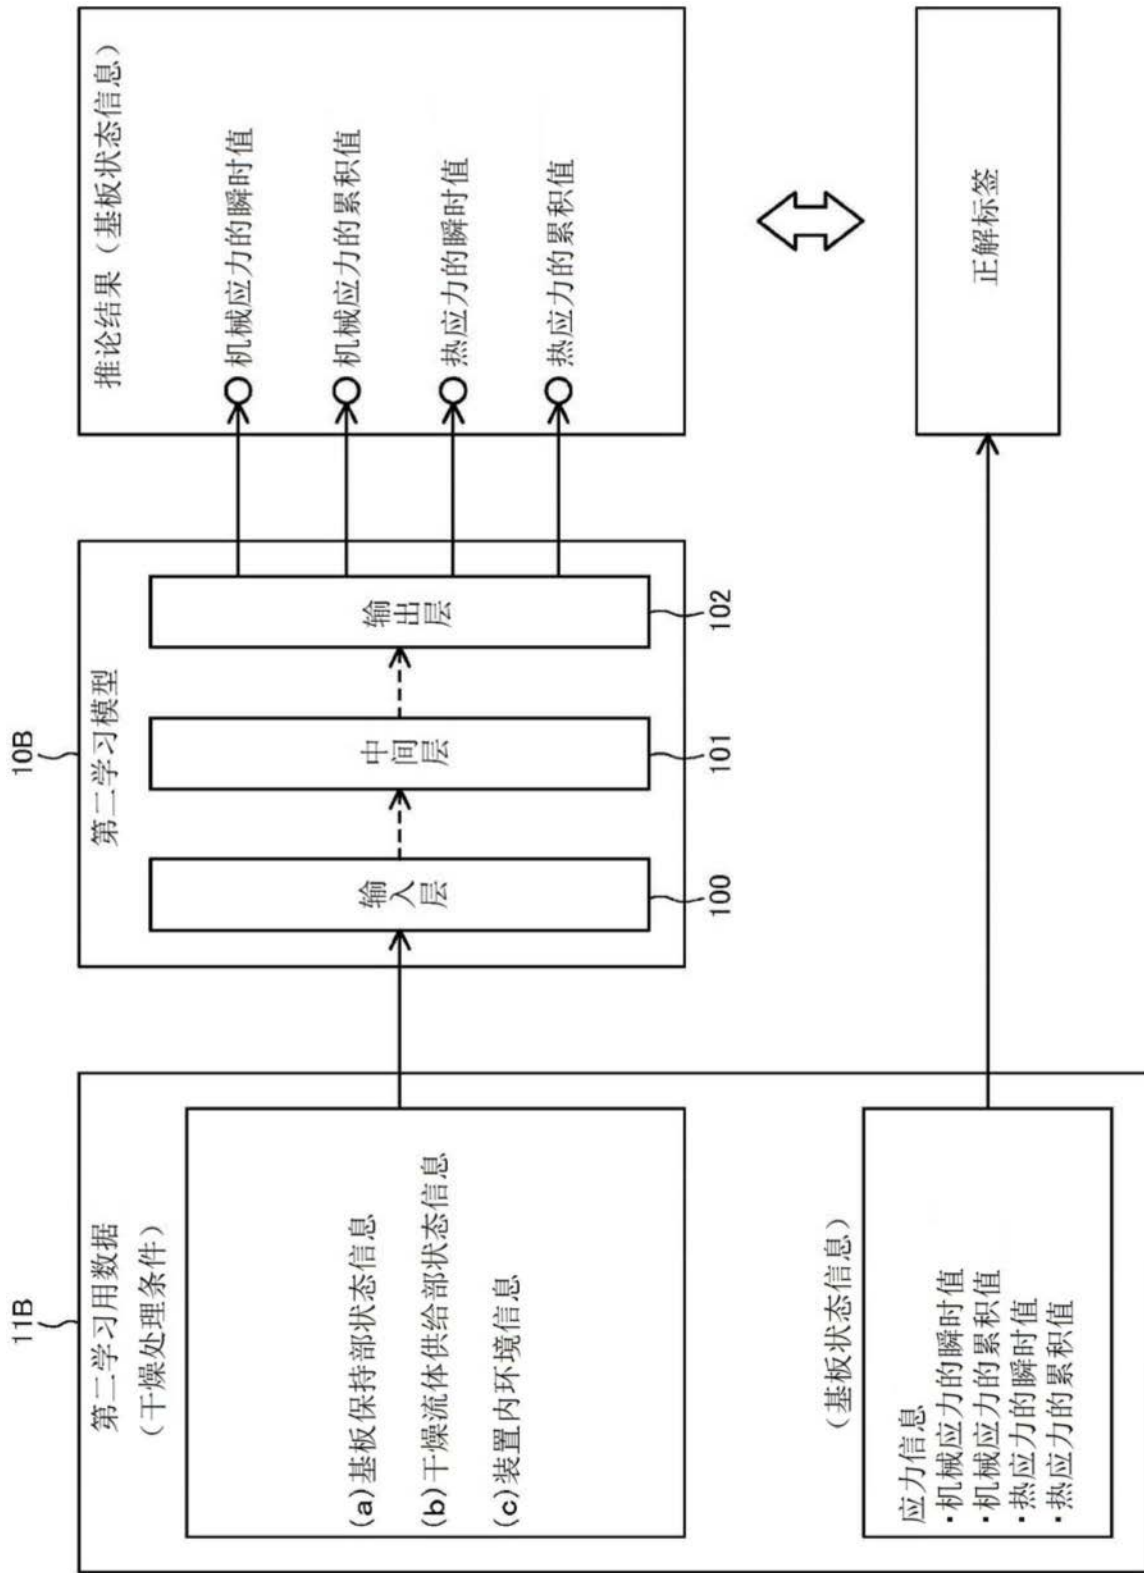 11B
第二学习用数据
（干燥处理条件）
(a)基板保持部状态信息
(b)干燥流体供给部状态信息
(c)装置内环境信息
（基板状态信息）
应力信息
・机械应力的瞬时值
・机械应力的累积值
・热应力的瞬时值
・热应力的累积值
10B
第二学习模型
输入层
中间层
输出层
100
101
102
推论结果（基板状态信息）
机械应力的瞬时值
机械应力的累积值
热应力的瞬时值
热应力的累积值
正解标签